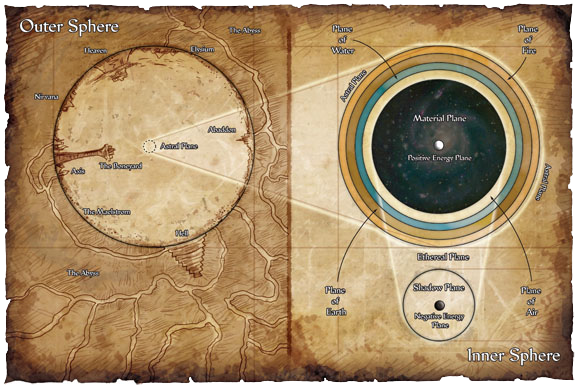 Outer Sphere
The Abyss
Heaven
Elysium
Nirvana
Abaddon
Astral Plane
The Boneyard
Axis
The Maelstrom
Hell
The Abyss
Plane
of
Water
Plane
of
Fire
Astral Plane
Material Plane
Positive Energy Plane
Astral Plane
Ethereal Plane
Plane
of
Earth
Shadow Plane
Negative Energy
Plane
Plane
of
Air
Inner Sphere